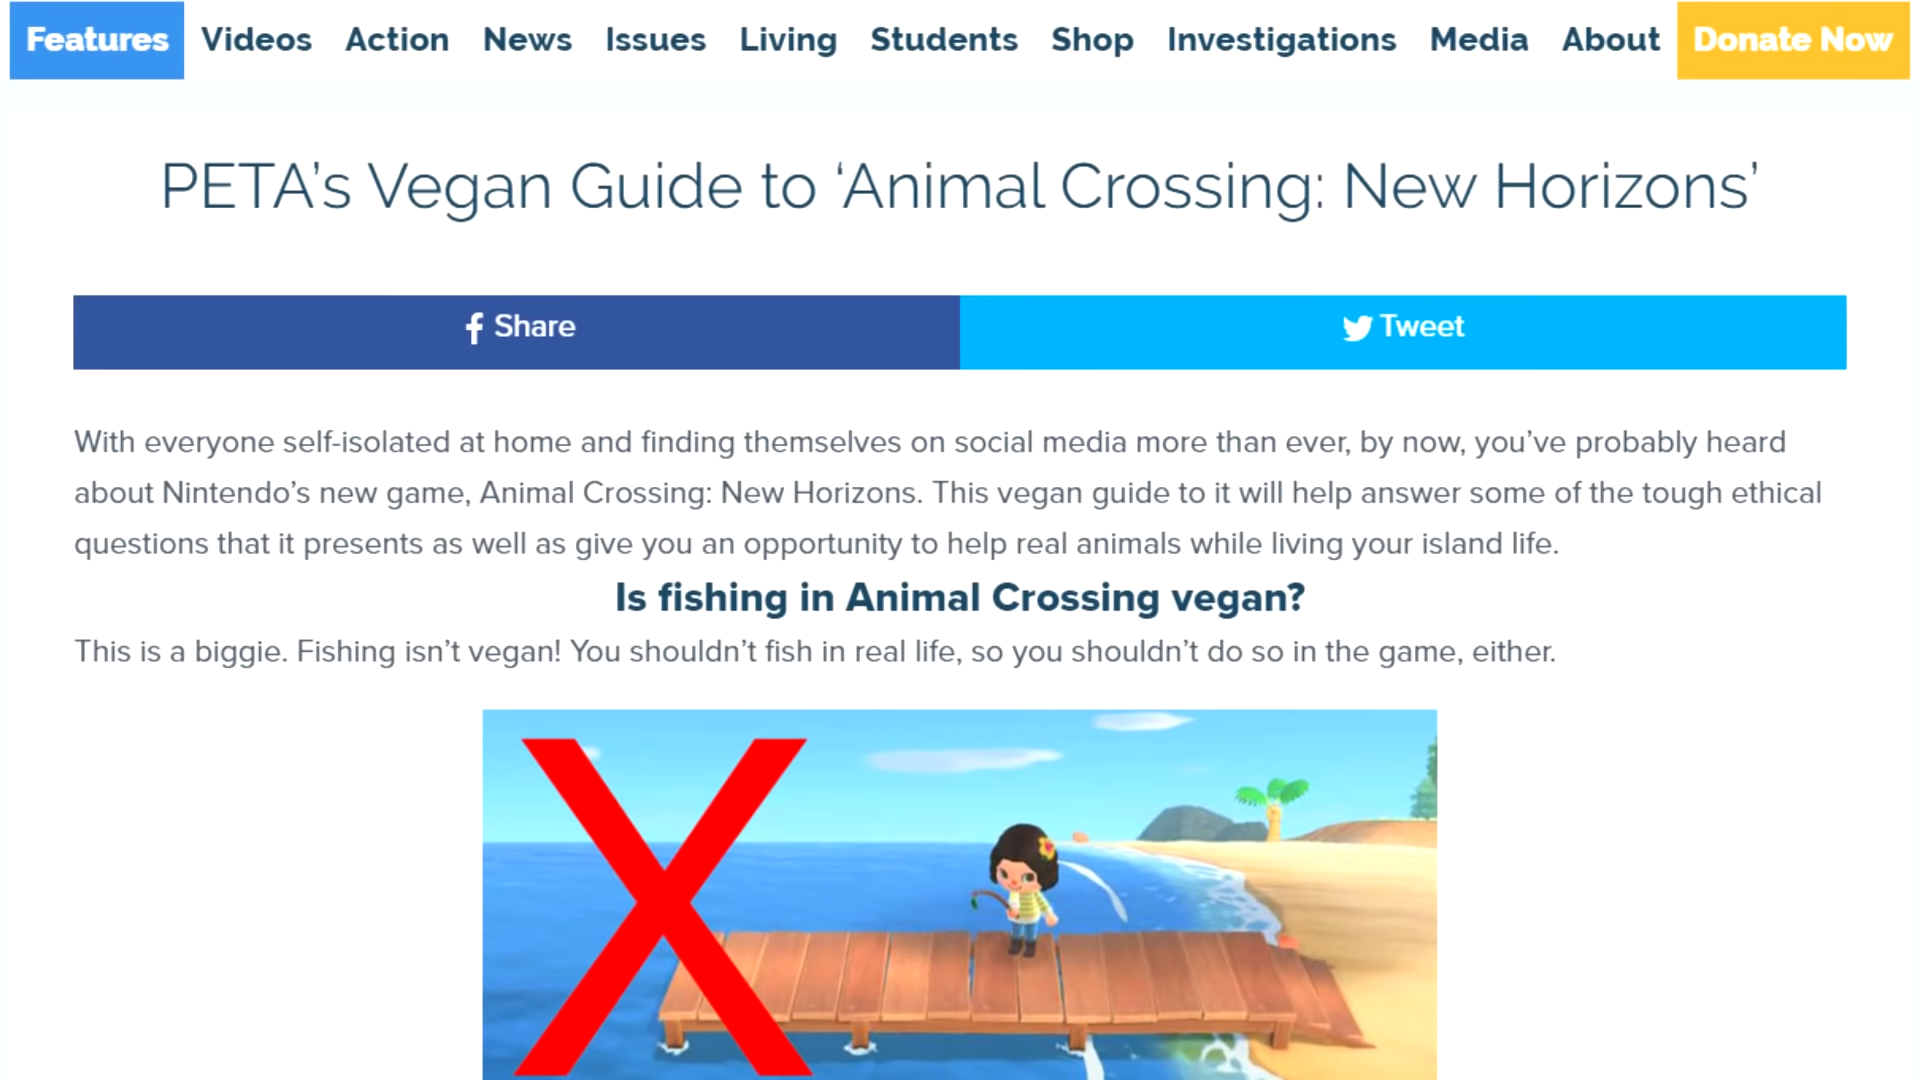 Features Videos Action News Issues Living Students Shop Investigations Media About Donate Now
PETA’s Vegan Guide to ‘Animal Crossing: New Horizons’
Share Tweet
With everyone self-isolated at home and finding themselves on social media more than ever, by now, you’ve probably heard
about Nintendo’s new game, Animal Crossing: New Horizons. This vegan guide to it will help answer some of the tough ethical
questions that it presents as well as give you an opportunity to help real animals while living your island life.
Is fishing in Animal Crossing vegan?
This is a biggie. Fishing isn’t vegan! You shouldn’t fish in real life, so you shouldn’t do so in the game, either.
X